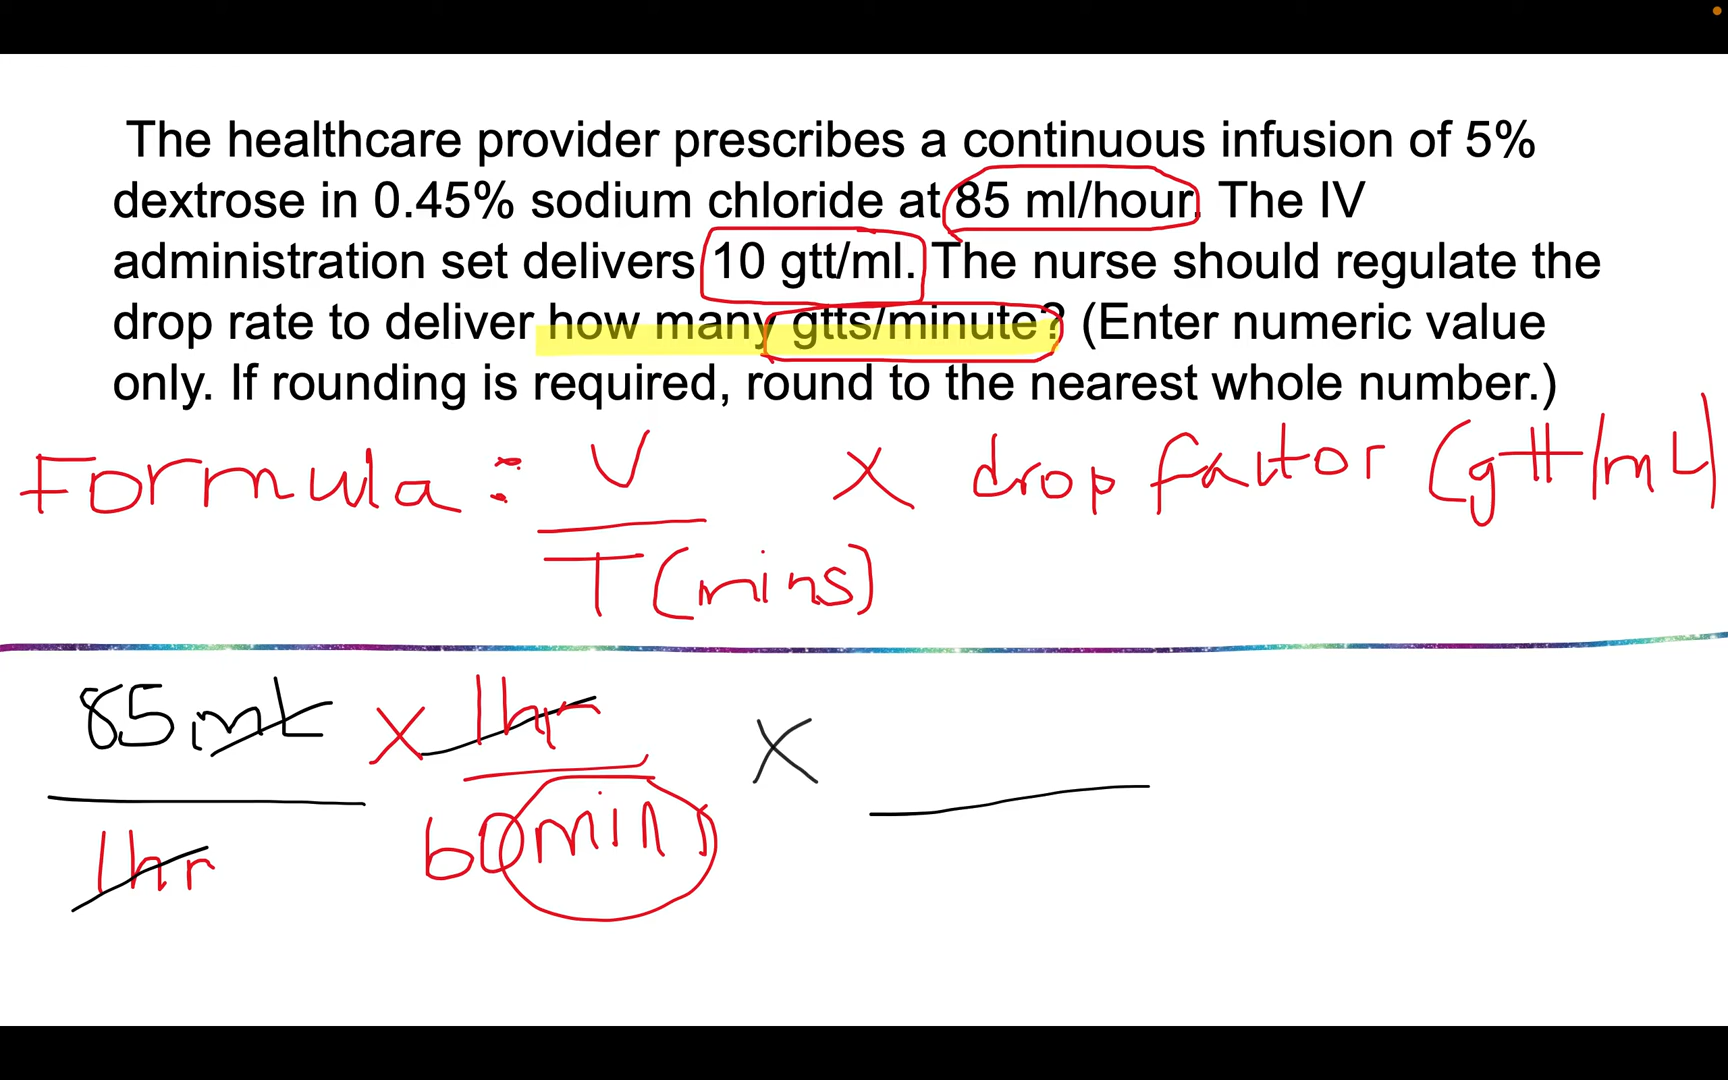 The healthcare provider prescribes a continuous infusion of 5%
dextrose in 0.45% sodium chloride at 85 ml/hour. The IV
administration set delivers 10 gtt/ml. The nurse should regulate the
drop rate to deliver how many gtts/minute? (Enter numeric value
only. If rounding is required, round to the nearest whole number.)
Formula: V x drop factor (gtt/mL)
T (mins)
85 mL x 1hr x
1hr 60 mins